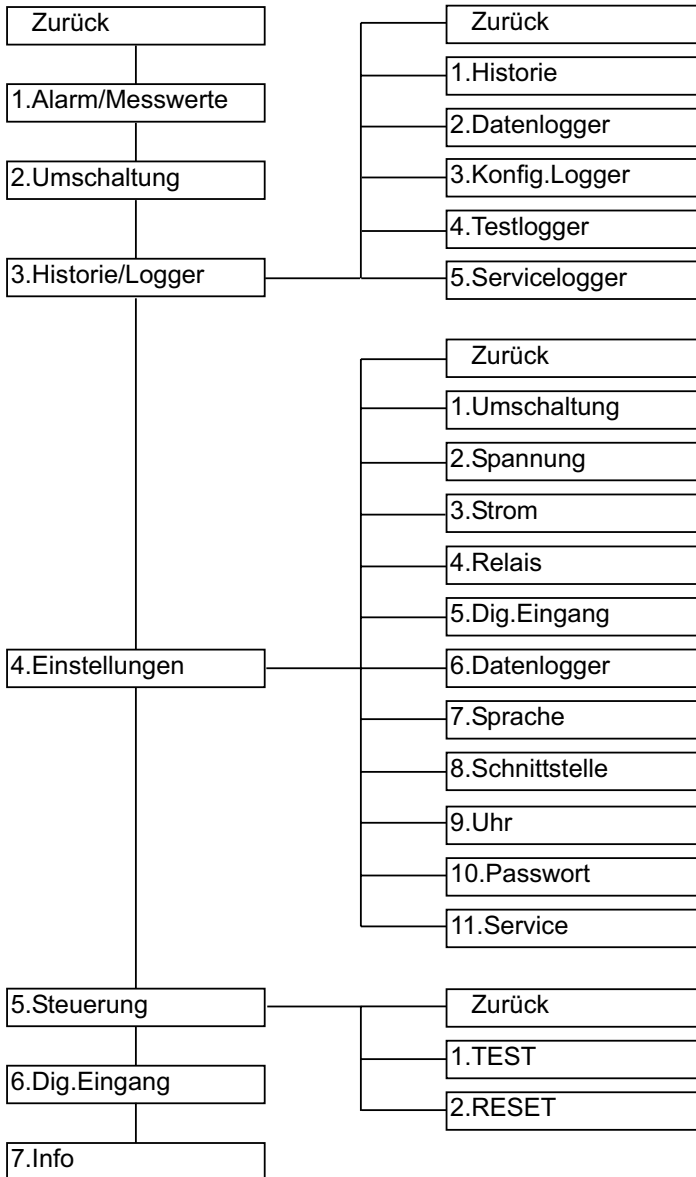 Zurück
1.Alarm/Messwerte
2.Umschaltung
3.Historie/Logger
Zurück
1.Historie
2.Datenlogger
3.Konfig.Logger
4.Testlogger
5.Servicelogger
4.Einstellungen
Zurück
1.Umschaltung
2.Spannung
3.Strom
4.Relais
5.Dig.Eingang
6.Datenlogger
7.Sprache
8.Schnittstelle
9.Uhr
10.Passwort
11.Service
5.Steuerung
Zurück
1.TEST
2.RESET
6.Dig.Eingang
7.Info